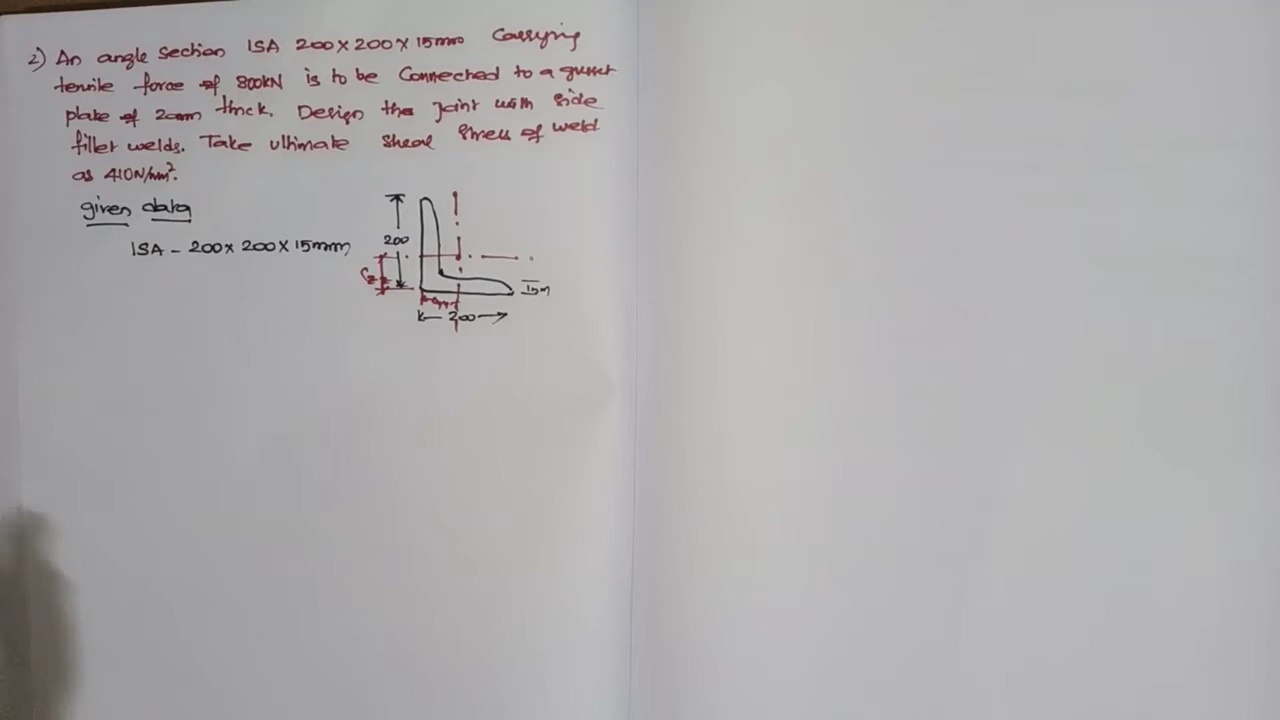 2) An angle section ISA 200 x 200 x 15mm Carrying
tensile force of 800KN is to be Connected to a gusset
plate of 20mm thick. Design the Joint with side
fillet welds. Take ultimate shear stress of weld
as 410N/mm².
given data
ISA - 200 x 200 x 15mm
200
Cz
15m
200